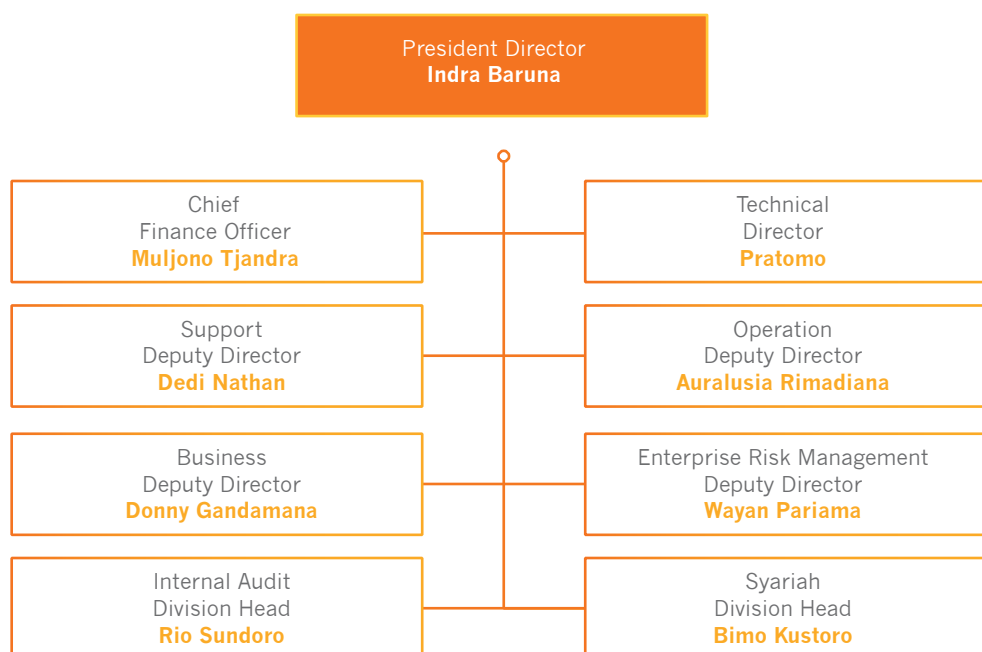 President Director
Indra Baruna
Chief
Finance Officer
Muljono Tjandra
Technical
Director
Pratomo
Support
Deputy Director
Dedi Nathan
Operation
Deputy Director
Auralusia Rimadiana
Business
Deputy Director
Donny Gandamana
Enterprise Risk Management
Deputy Director
Wayan Pariama
Internal Audit
Division Head
Rio Sundoro
Syariah
Division Head
Bimo Kustoro